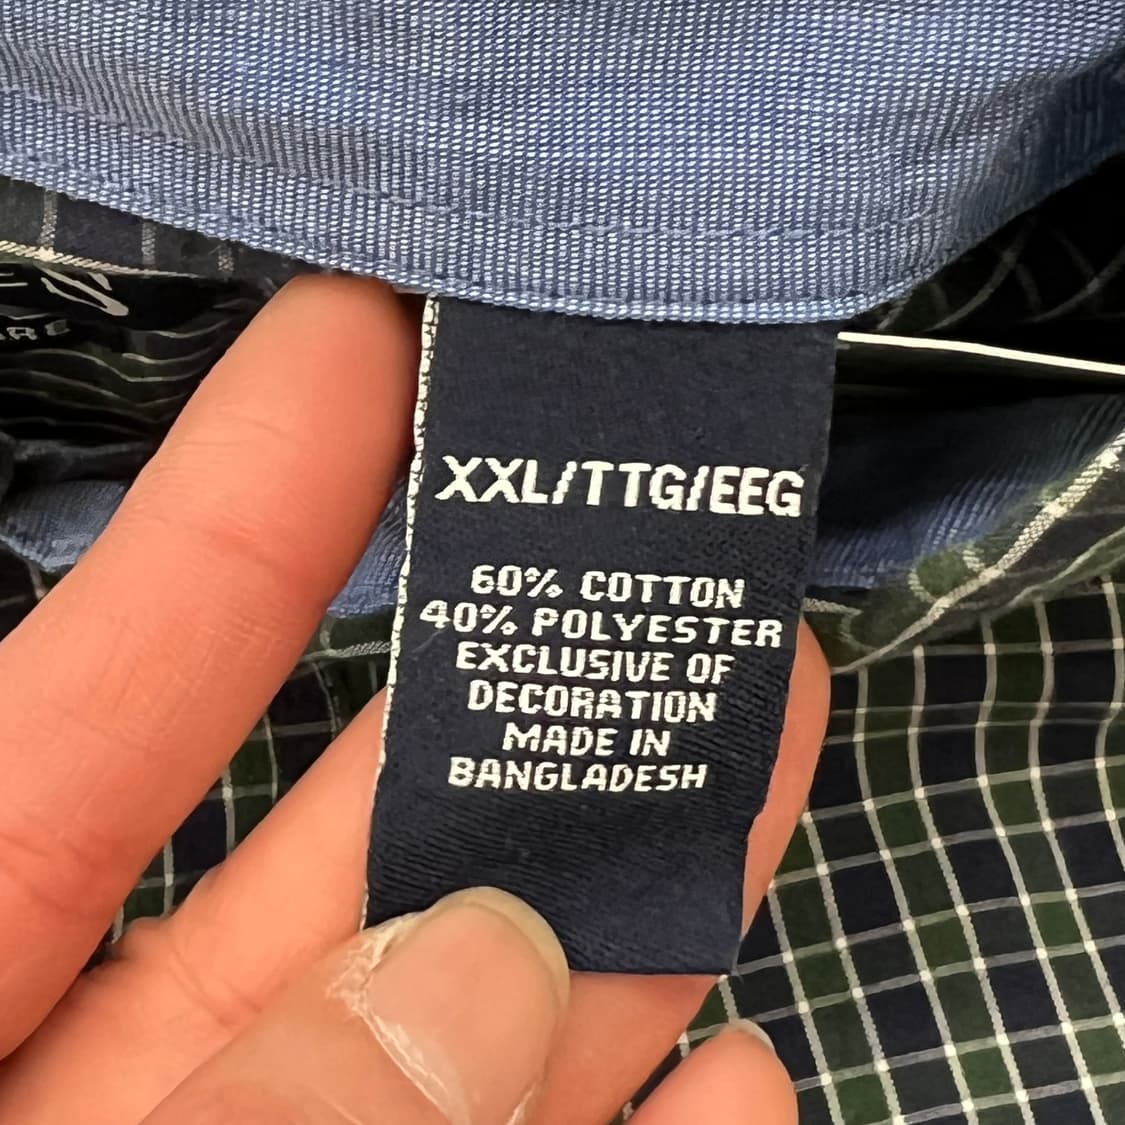 XXL/TTG/EEG
60% COTTON
40% POLYESTER
EXCLUSIVE OF
DECORATION
MADE IN
BANGLADESH